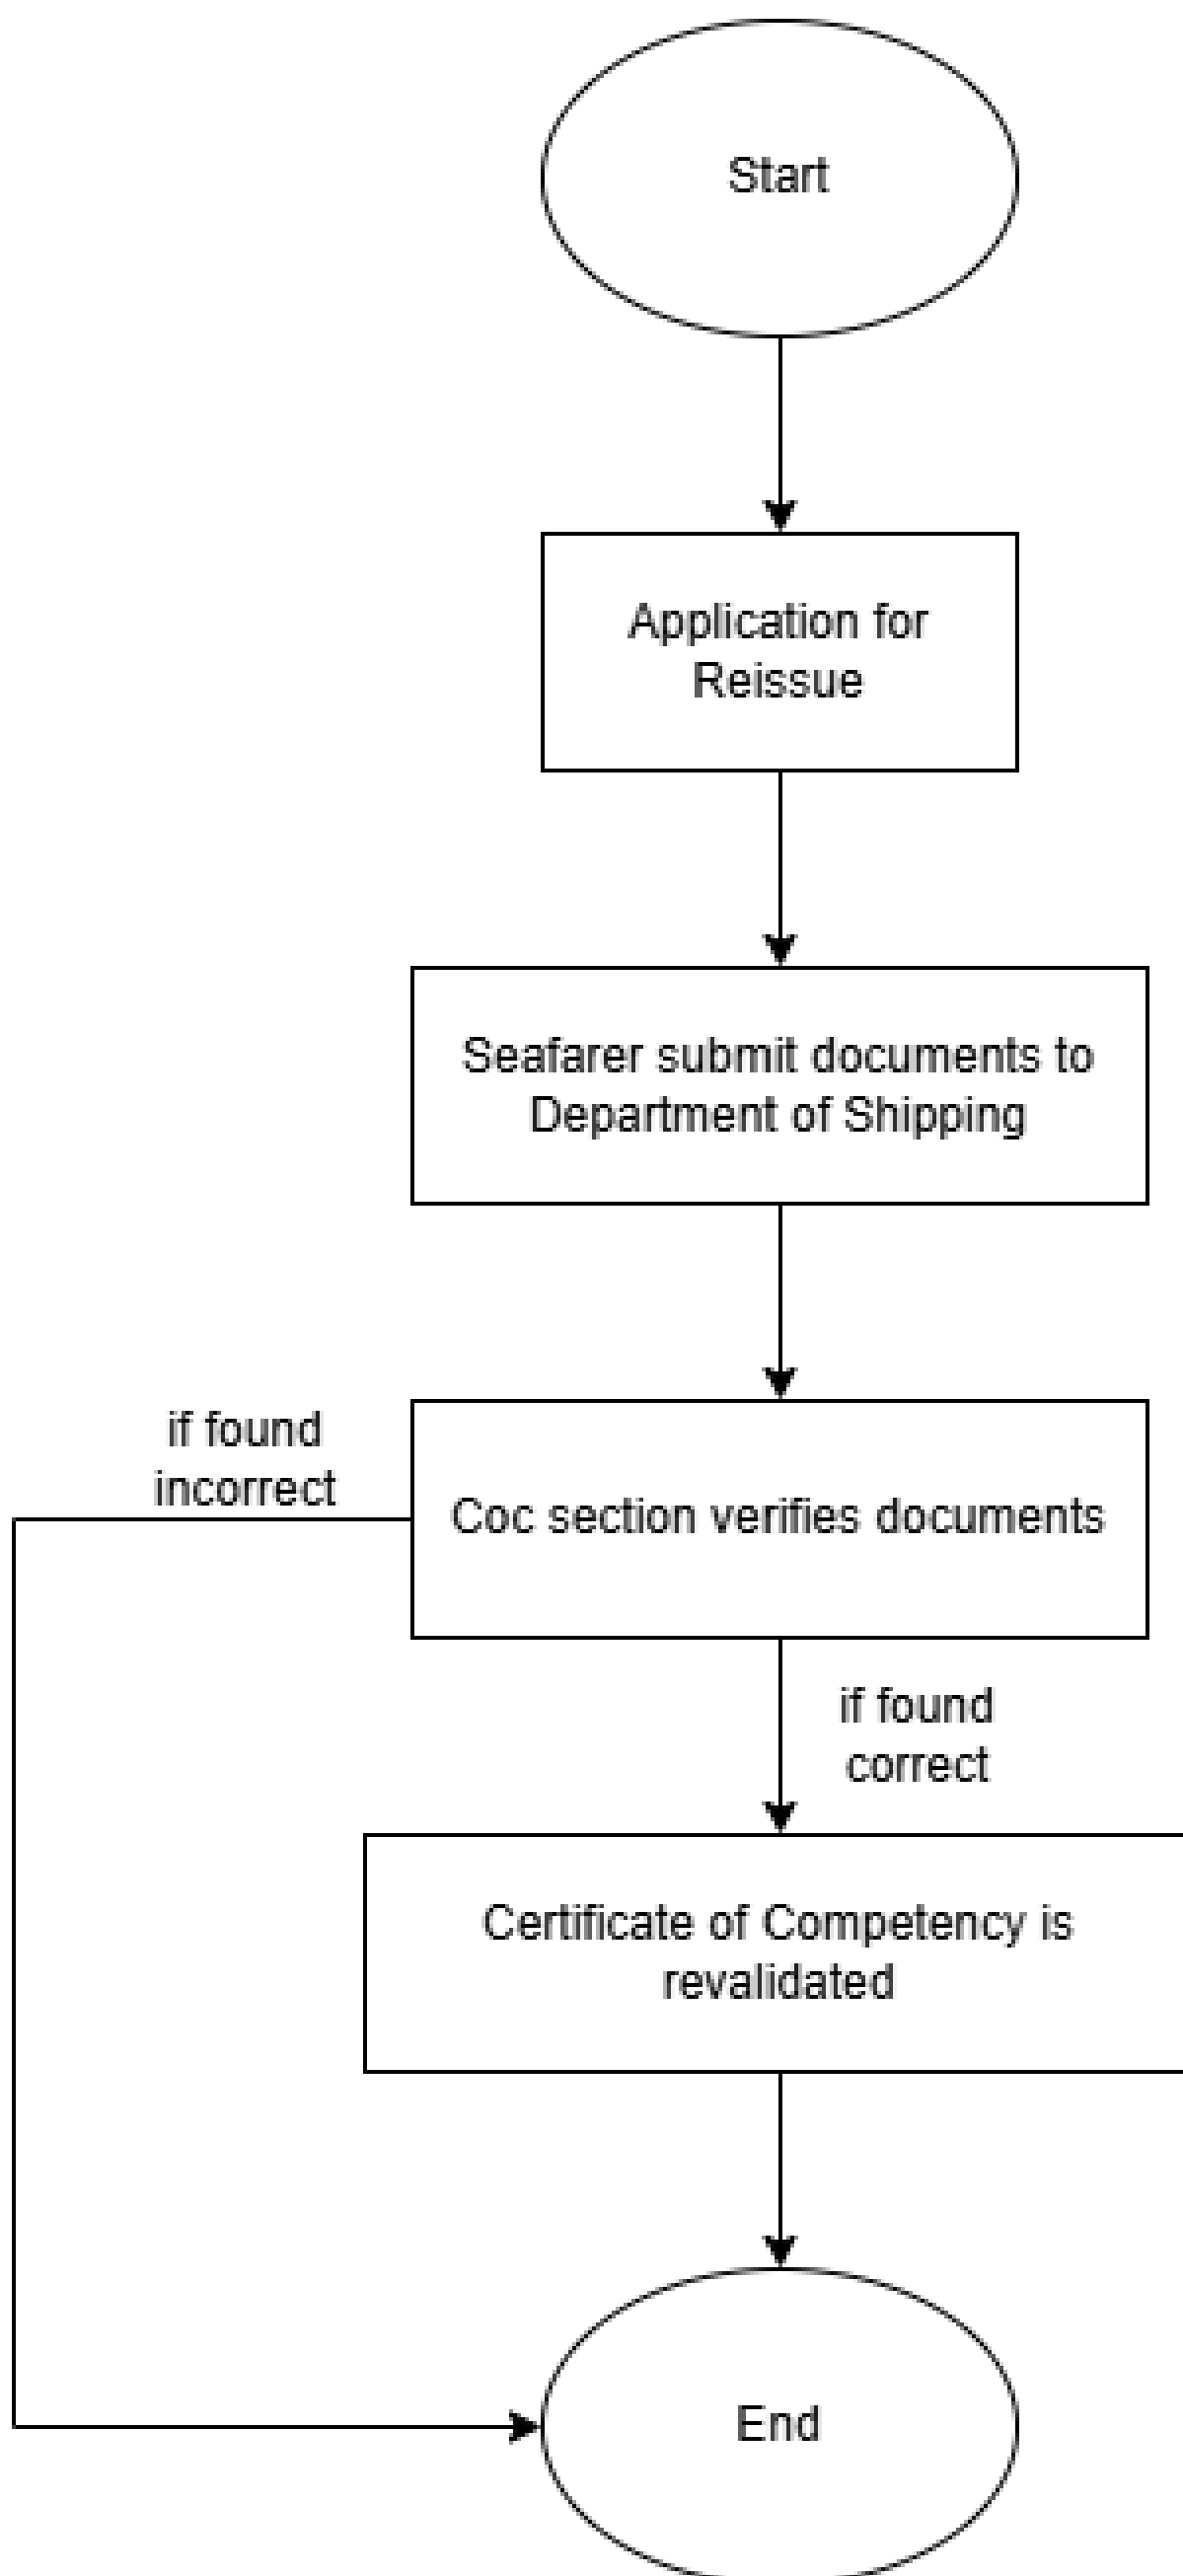 Start
Application for
Reissue
Seafarer submit documents to
Department of Shipping
if found
incorrect
Coc section verifies documents
if found
correct
Certificate of Competency is
revalidated
End